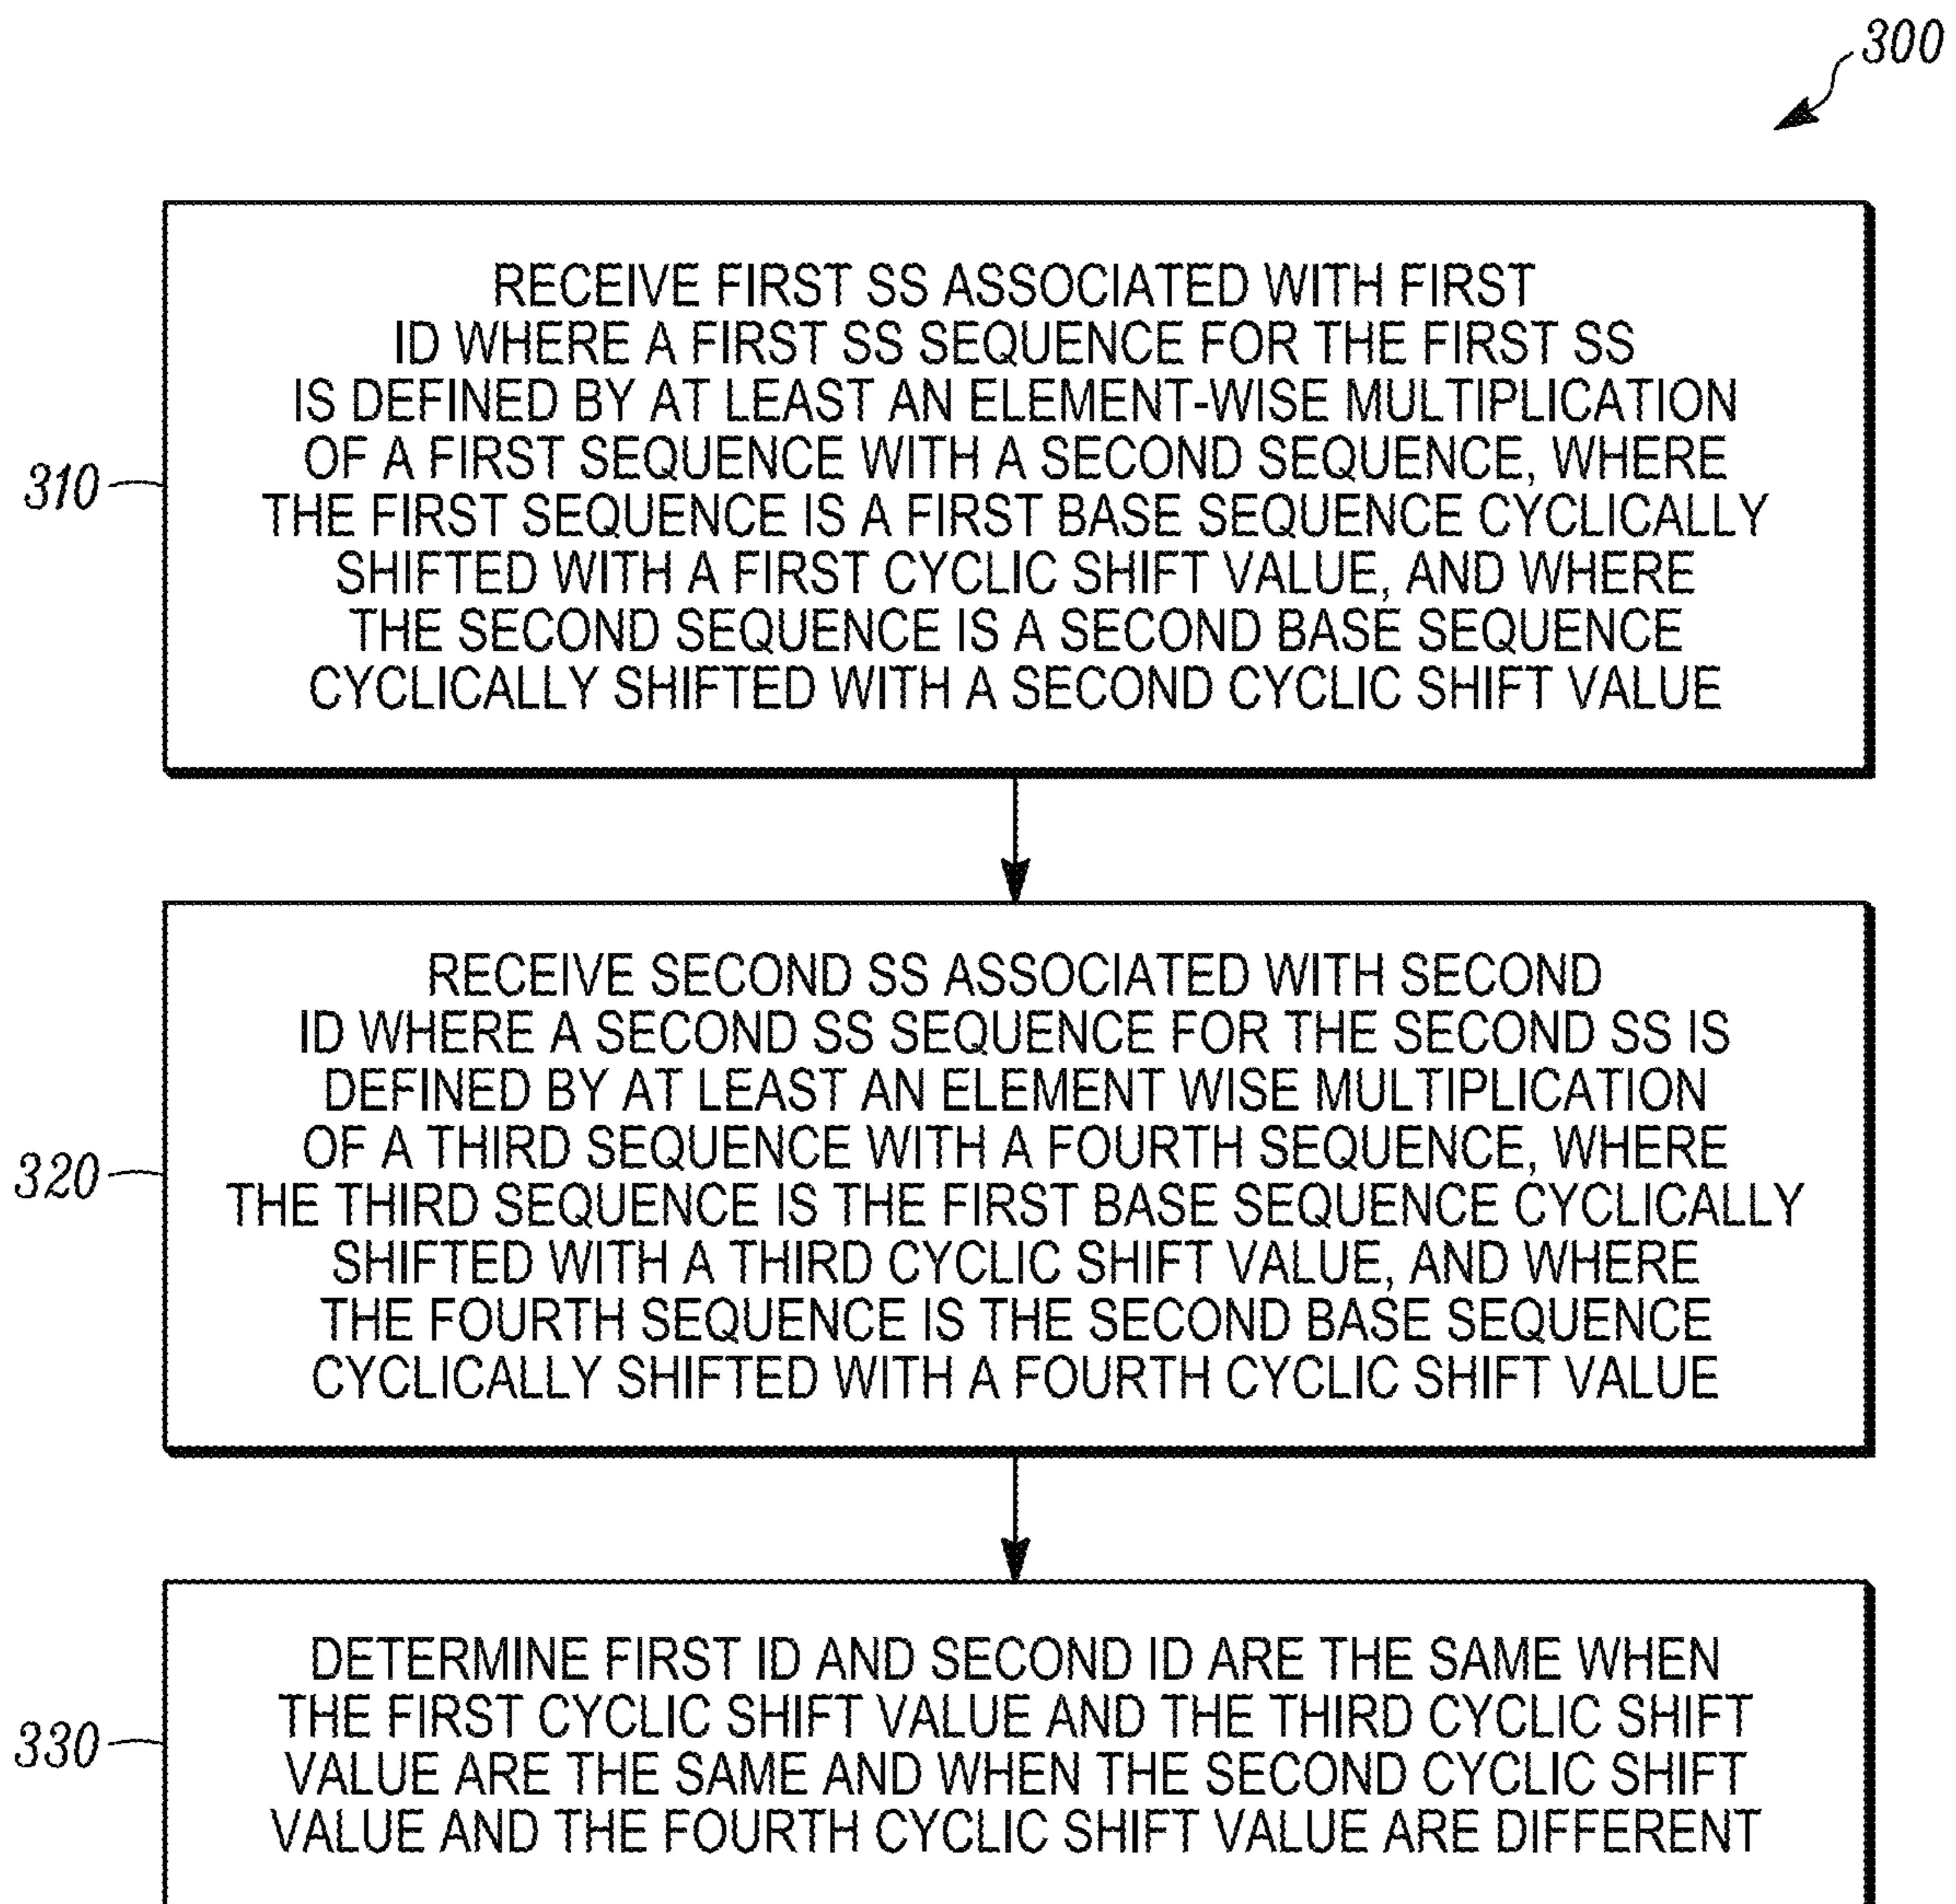 300
RECEIVE FIRST SS ASSOCIATED WITH FIRST
ID WHERE A FIRST SS SEQUENCE FOR THE FIRST SS
IS DEFINED BY AT LEAST AN ELEMENT-WISE MULTIPLICATION
OF A FIRST SEQUENCE WITH A SECOND SEQUENCE, WHERE
THE FIRST SEQUENCE IS A FIRST BASE SEQUENCE CYCLICALLY
SHIFTED WITH A FIRST CYCLIC SHIFT VALUE, AND WHERE
THE SECOND SEQUENCE IS A SECOND BASE SEQUENCE
CYCLICALLY SHIFTED WITH A SECOND CYCLIC SHIFT VALUE
310
RECEIVE SECOND SS ASSOCIATED WITH SECOND
ID WHERE A SECOND SS SEQUENCE FOR THE SECOND SS IS
DEFINED BY AT LEAST AN ELEMENT WISE MULTIPLICATION
OF A THIRD SEQUENCE WITH A FOURTH SEQUENCE, WHERE
THE THIRD SEQUENCE IS THE FIRST BASE SEQUENCE CYCLICALLY
SHIFTED WITH A THIRD CYCLIC SHIFT VALUE, AND WHERE
THE FOURTH SEQUENCE IS THE SECOND BASE SEQUENCE
CYCLICALLY SHIFTED WITH A FOURTH CYCLIC SHIFT VALUE
320
DETERMINE FIRST ID AND SECOND ID ARE THE SAME WHEN
THE FIRST CYCLIC SHIFT VALUE AND THE THIRD CYCLIC SHIFT
VALUE ARE THE SAME AND WHEN THE SECOND CYCLIC SHIFT
VALUE AND THE FOURTH CYCLIC SHIFT VALUE ARE DIFFERENT
330